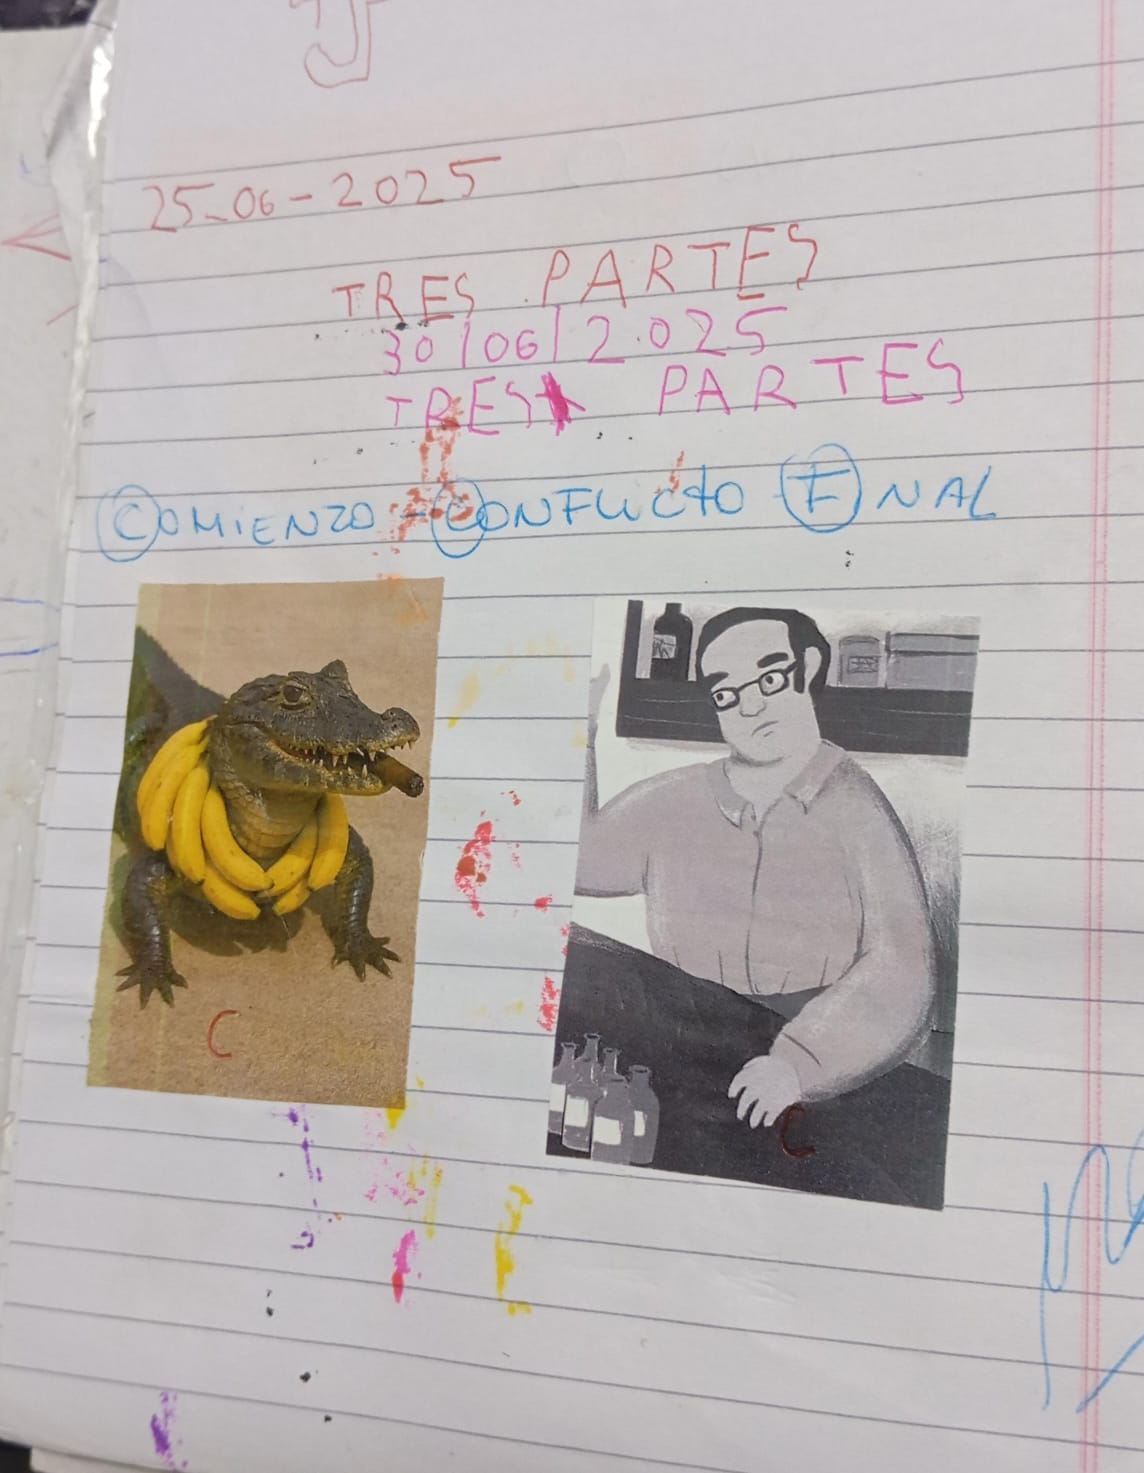 25-06-2025
TRES PARTES
30/06/2.025
TRES PARTES
COMIENZO - CONFLICTO FINAL
C
C